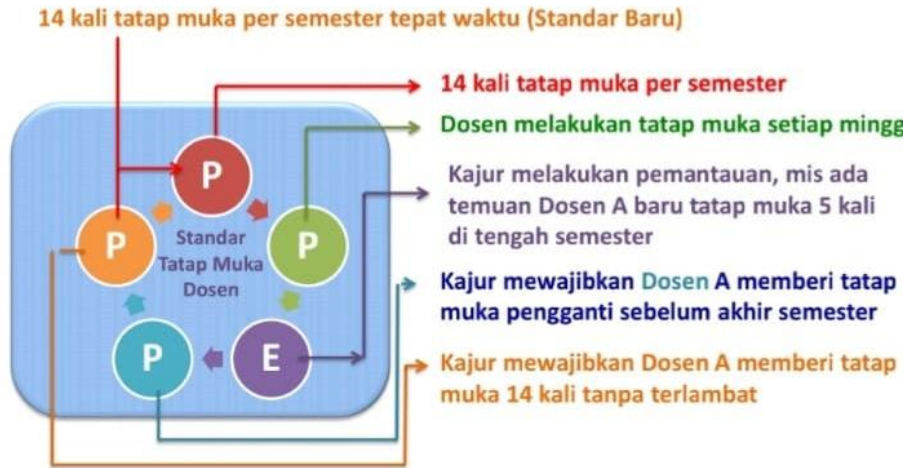 14 kali tatap muka per semester tepat waktu (Standar Baru)
14 kali tatap muka per semester
Dosen melakukan tatap muka setiap mingg
Kajur melakukan pemantauan, mis ada
temuan Dosen A baru tatap muka 5 kali
di tengah semester
Kajur mewajibkan Dosen A memberi tatap
muka pengganti sebelum akhir semester
Kajur mewajibkan Dosen A memberi tatap
muka 14 kali tanpa terlambat
P
P
P
Standar
Tatap Muka
Dosen
P
E